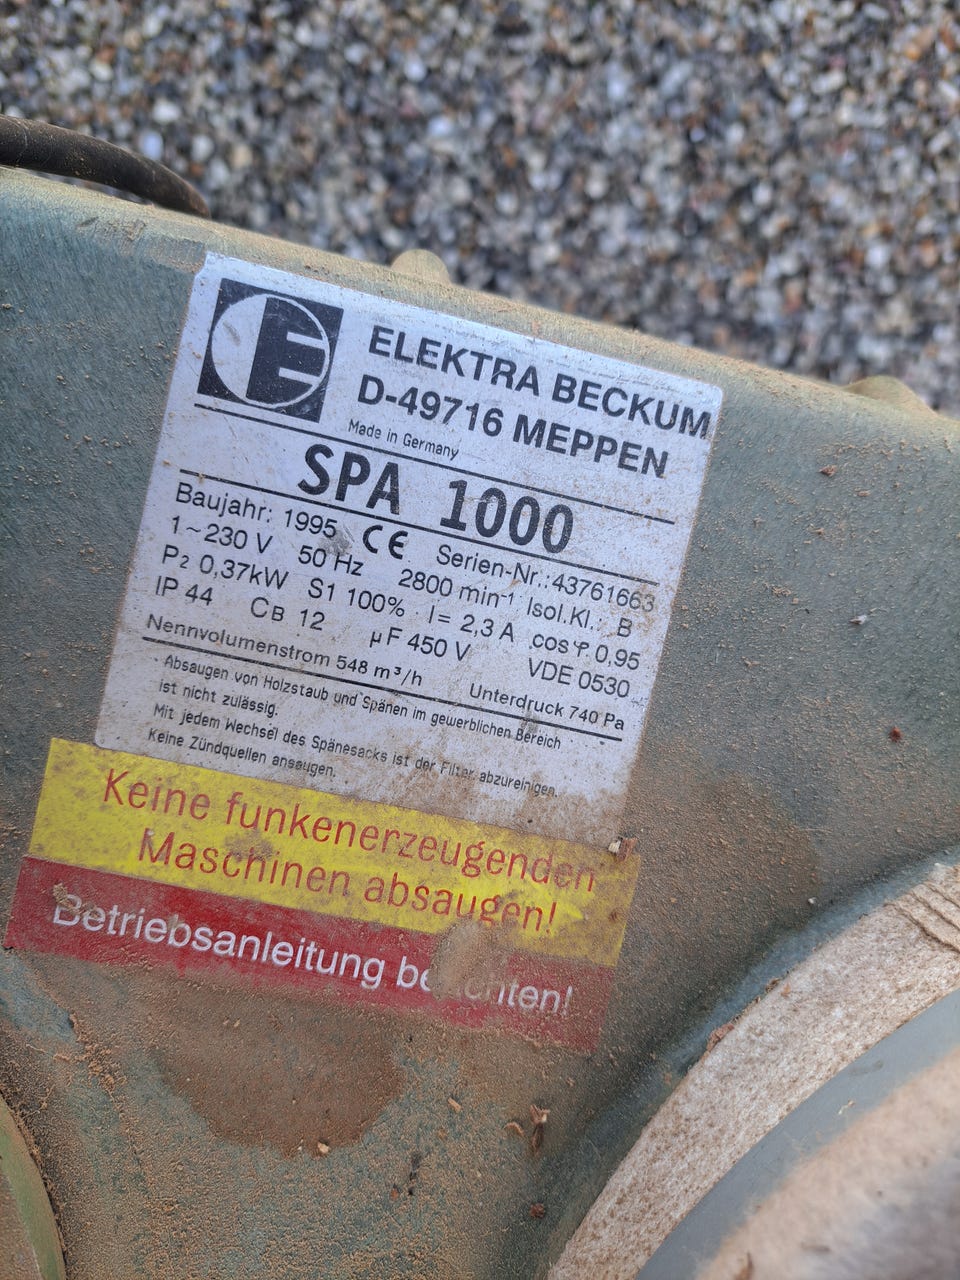 E
ELEKTRA BECKUM
D-49716 MEPPEN
Made in Germany
SPA 1000
Baujahr: 1995 CE Serien-Nr.:43761663
1~230 V 50 Hz 2800 min⁻¹ Isol.Kl.: B
P₂ 0,37kW S1 100% I= 2,3 A cos φ 0,95
IP 44 CB 12 µF 450 V VDE 0530
Nennvolumenstrom 548 m³/h Unterdruck 740 Pa
Absaugen von Holzstaub und Spänen im gewerblichen Bereich
ist nicht zulässig.
Mit jedem Wechsel des Spänesacks ist der Filter abzureinigen.
Keine Zündquellen ansaugen.
Keine funkenerzeugenden
Maschinen absaugen!
Betriebsanleitung beachten!